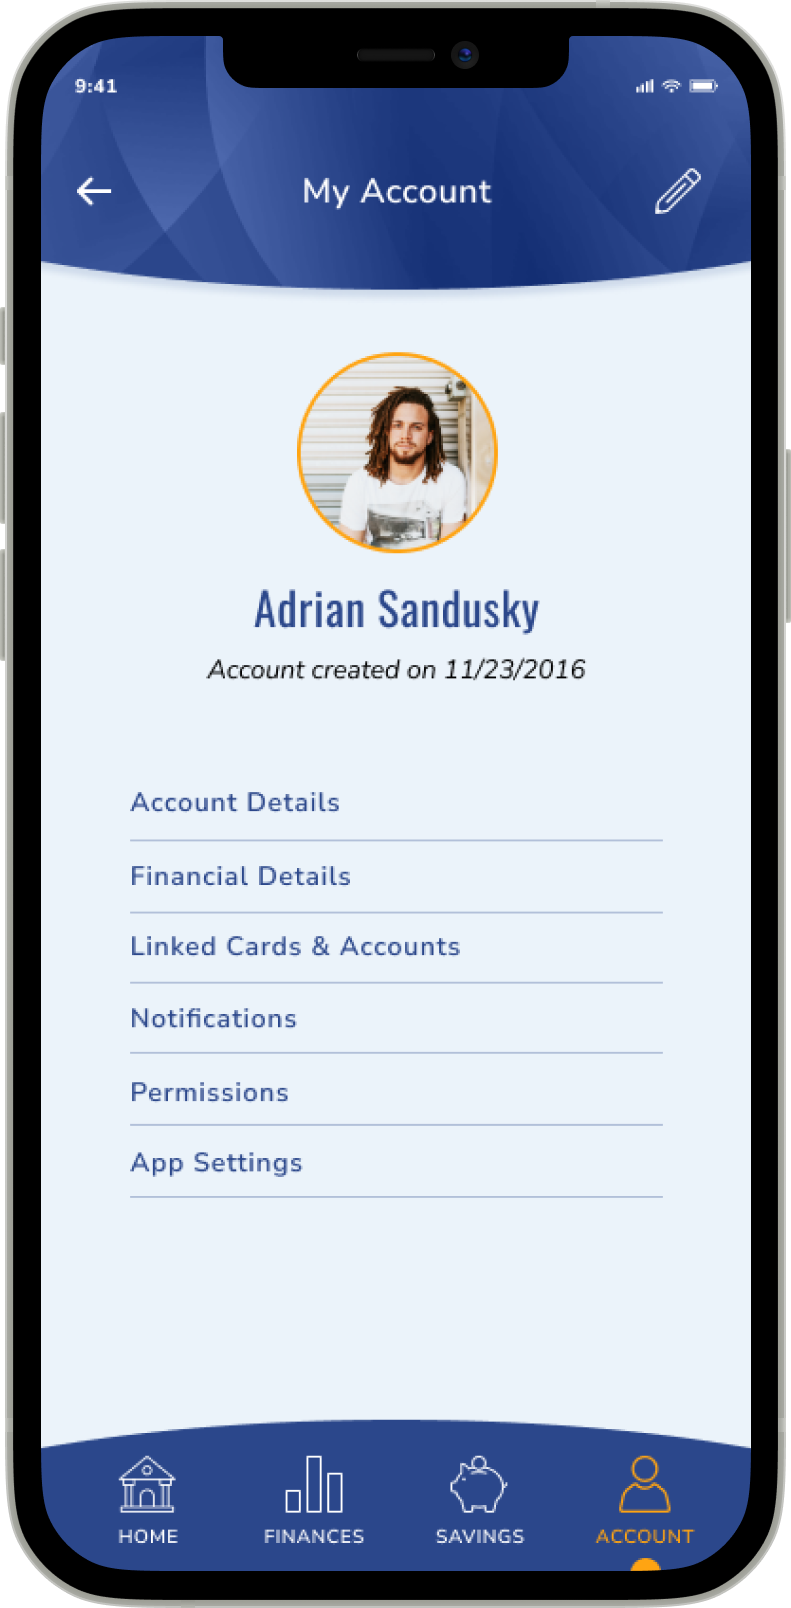 9:41
My Account
Adrian Sandusky
Account created on 11/23/2016
Account Details
Financial Details
Linked Cards & Accounts
Notifications
Permissions
App Settings
HOME FINANCES SAVINGS ACCOUNT